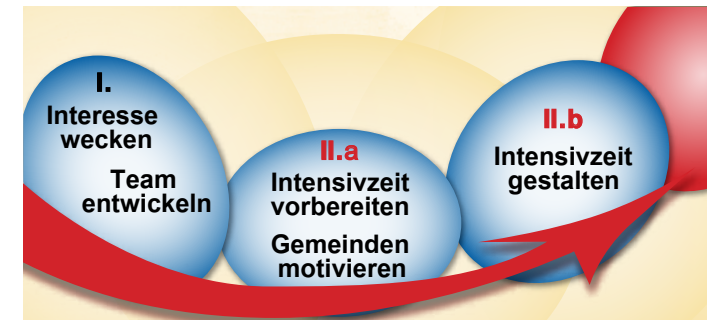 I.
Interesse
wecken
Team
entwickeln
II.a
Intensivzeit
vorbereiten
Gemeinden
motivieren
II.b
Intensivzeit
gestalten